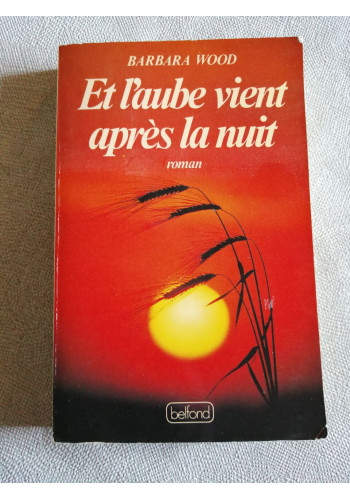 BARBARA WOOD
Et l'aube vient
après la nuit
roman
belfond